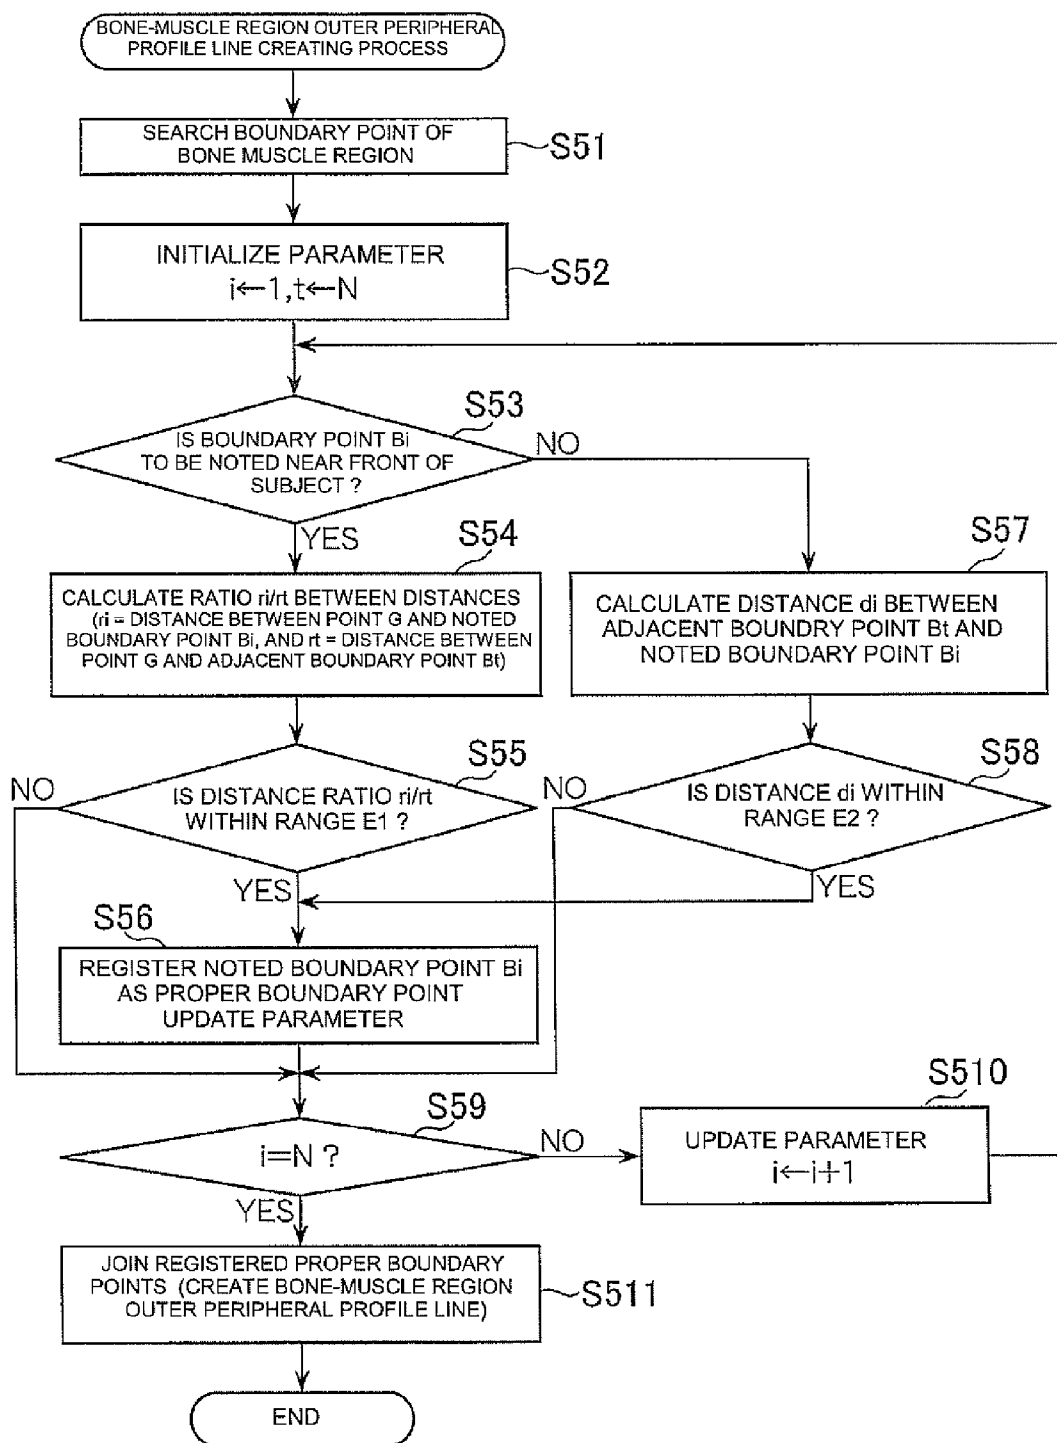 BONE-MUSCLE REGION OUTER PERIPHERAL
PROFILE LINE CREATING PROCESS
SEARCH BOUNDARY POINT OF
BONE MUSCLE REGION
S51
INITIALIZE PARAMETER
i←1,t←N
S52
S53
IS BOUNDARY POINT Bi
TO BE NOTED NEAR FRONT OF
SUBJECT ?
NO
YES
S54
CALCULATE RATIO ri/rt BETWEEN DISTANCES
(ri = DISTANCE BETWEEN POINT G AND NOTED
BOUNDARY POINT Bi, AND rt = DISTANCE BETWEEN
POINT G AND ADJACENT BOUNDARY POINT Bt)
S57
CALCULATE DISTANCE di BETWEEN
ADJACENT BOUNDRY POINT Bt AND
NOTED BOUNDARY POINT Bi
S55
NO
IS DISTANCE RATIO ri/rt
WITHIN RANGE E1 ?
YES
S58
NO
IS DISTANCE di WITHIN
RANGE E2 ?
YES
S56
REGISTER NOTED BOUNDARY POINT Bi
AS PROPER BOUNDARY POINT
UPDATE PARAMETER
S59
i=N ?
NO
YES
S510
UPDATE PARAMETER
i←i+1
JOIN REGISTERED PROPER BOUNDARY
POINTS (CREATE BONE-MUSCLE REGION
OUTER PERIPHERAL PROFILE LINE)
S511
END